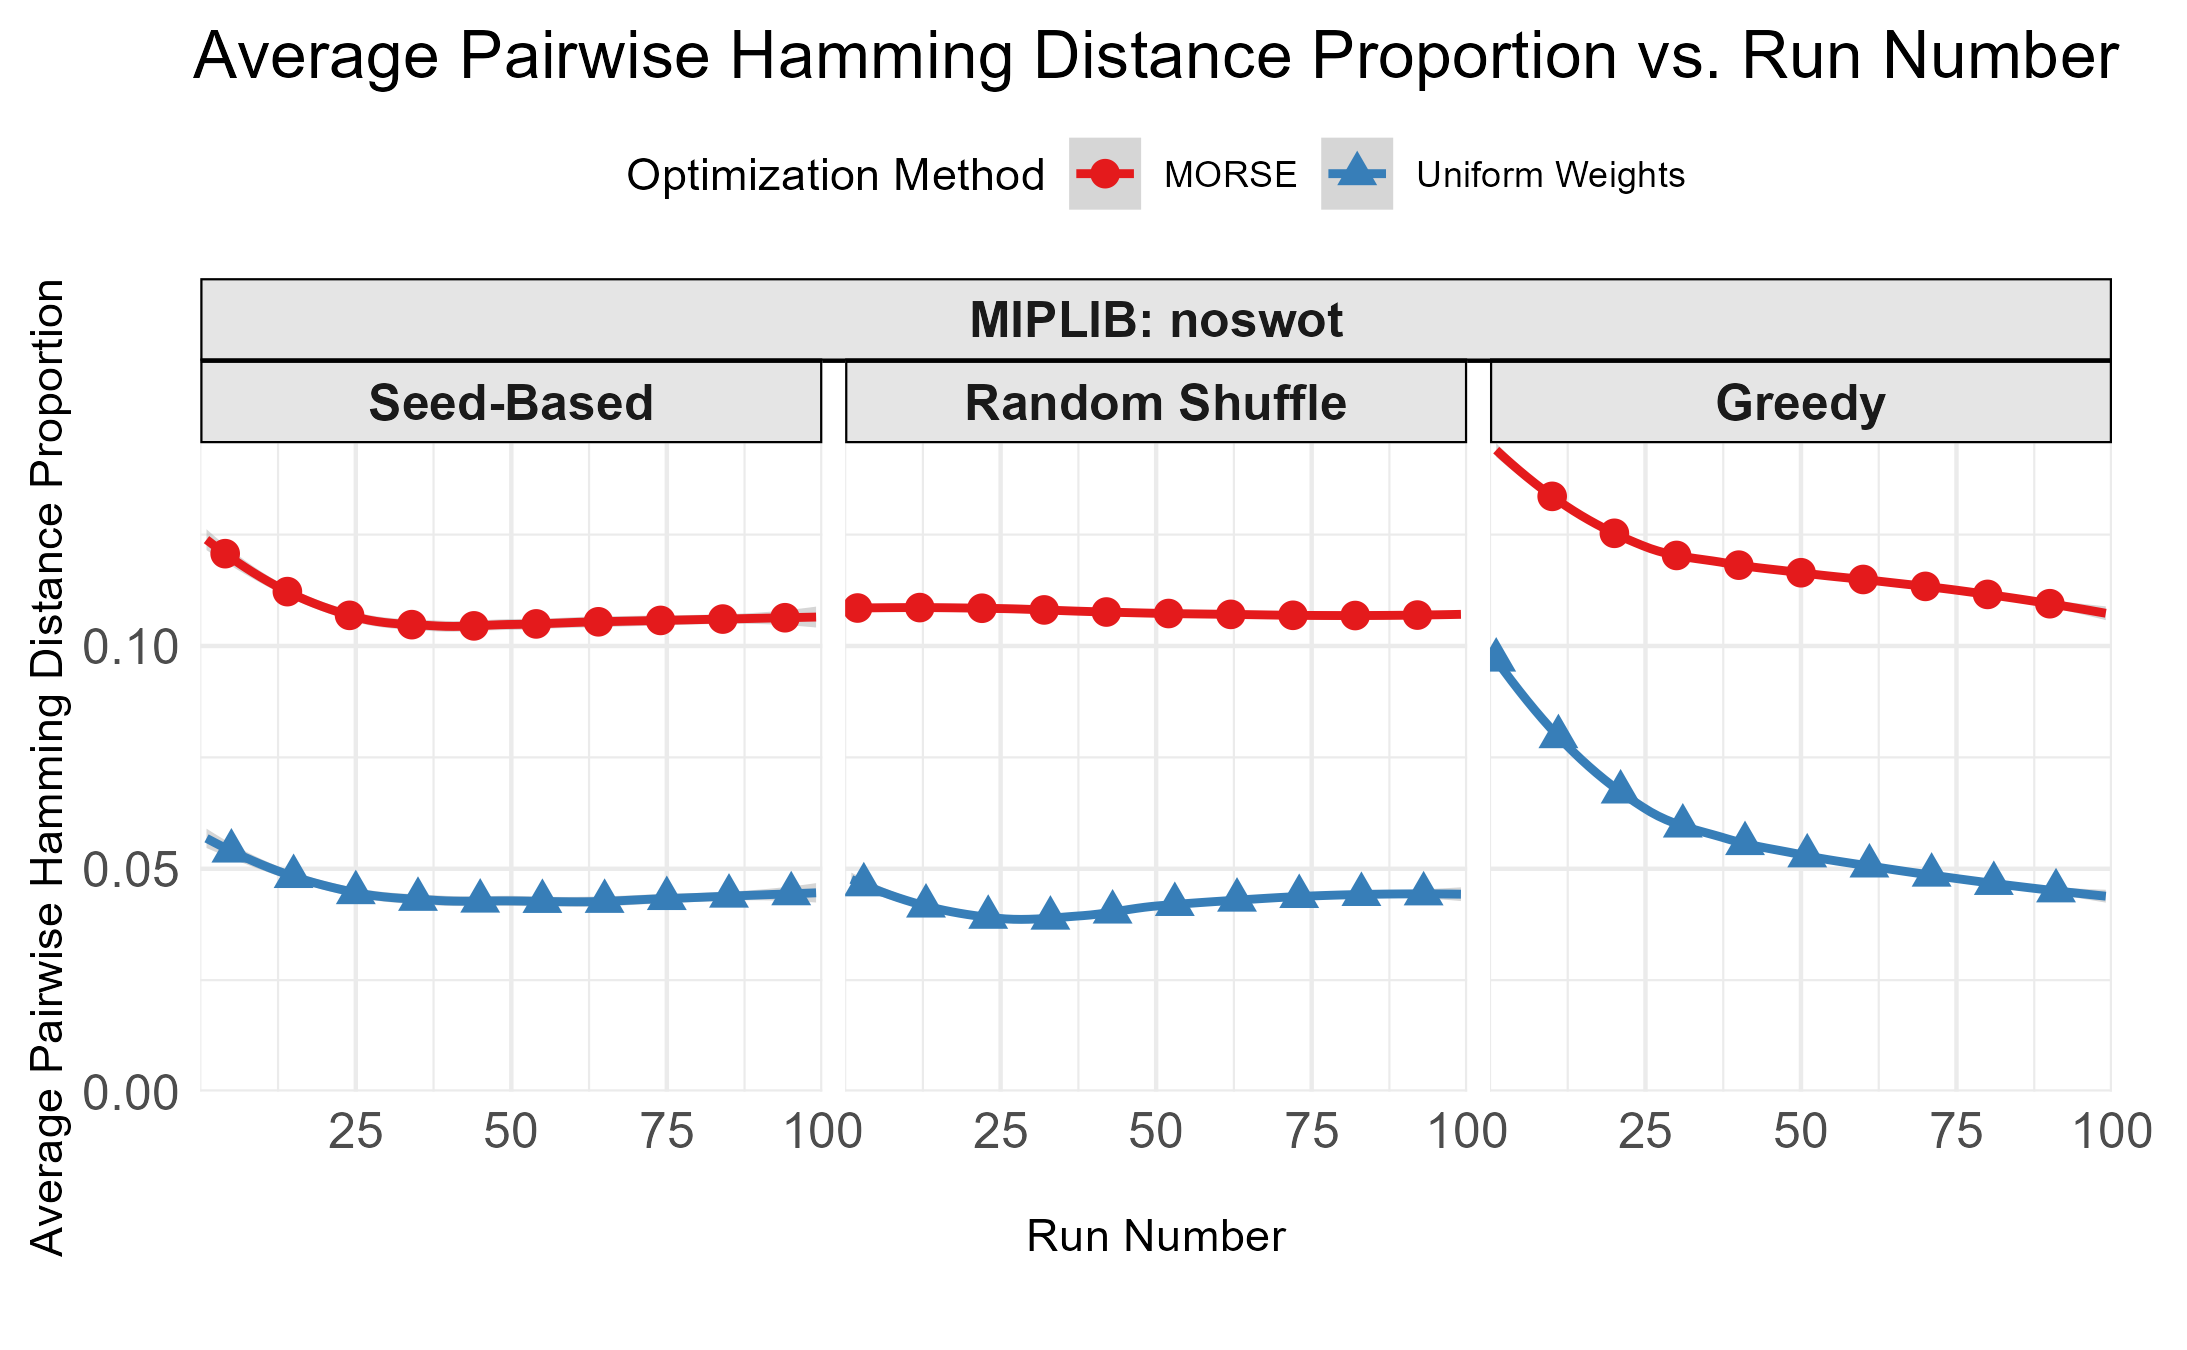 Average Pairwise Hamming Distance Proportion vs. Run Number
Optimization Method MORSE Uniform Weights
MIPLIB: noswot
Seed-Based Random Shuffle Greedy
Average Pairwise Hamming Distance Proportion
0.10
0.05
0.00
25 50 75 100 25 50 75 100 25 50 75 100
Run Number